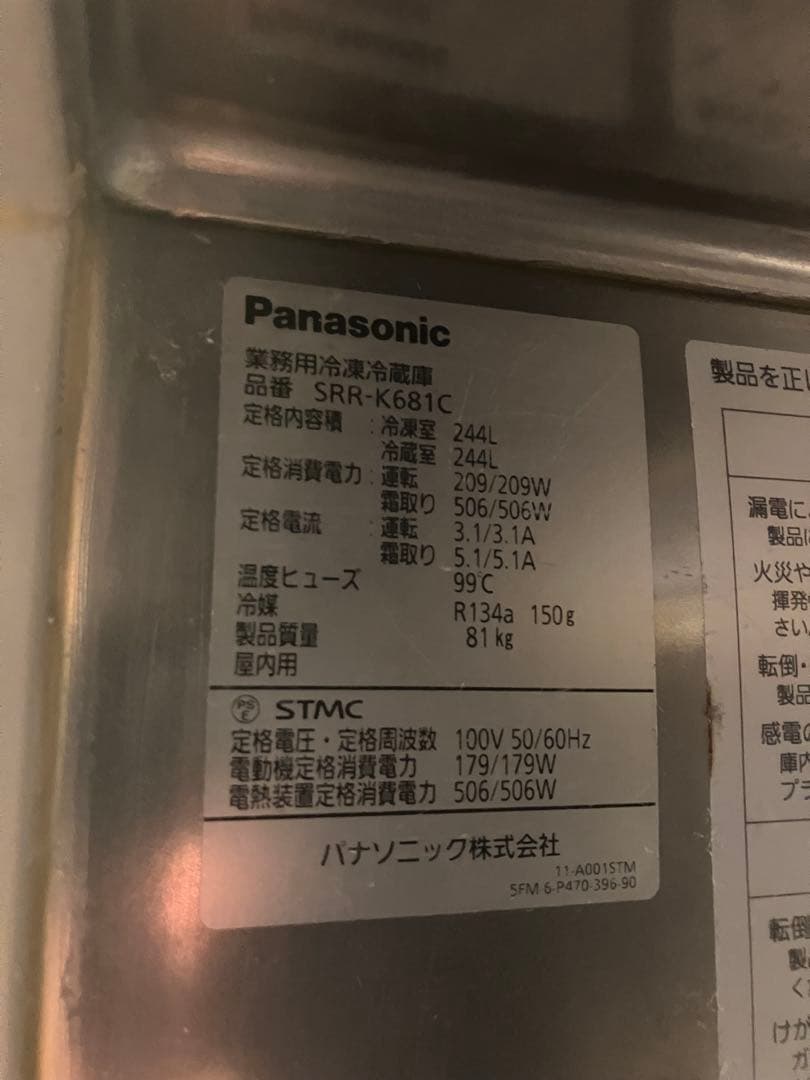 Panasonic
業務用冷凍冷蔵庫
品番 SRR-K681C
定格内容積 : 冷凍室 244L
冷蔵室 244L
定格消費電力 : 運転 209/209W
霜取り 506/506W
定格電流 : 運転 3.1/3.1A
霜取り 5.1/5.1A
温度ヒューズ 99℃
冷媒 R134a 150g
製品質量 81kg
屋内用
PS E STMC
定格電圧・定格周波数 100V 50/60Hz
電動機定格消費電力 179/179W
電熱装置定格消費電力 506/506W
パナソニック株式会社
11-A001STM
5FM 6-P470-396-90
製品を正
漏電に
製品
火災や
揮発
さい
転倒・
製品
感電の
庫内
プラ
転倒
製
く
けが
ガ